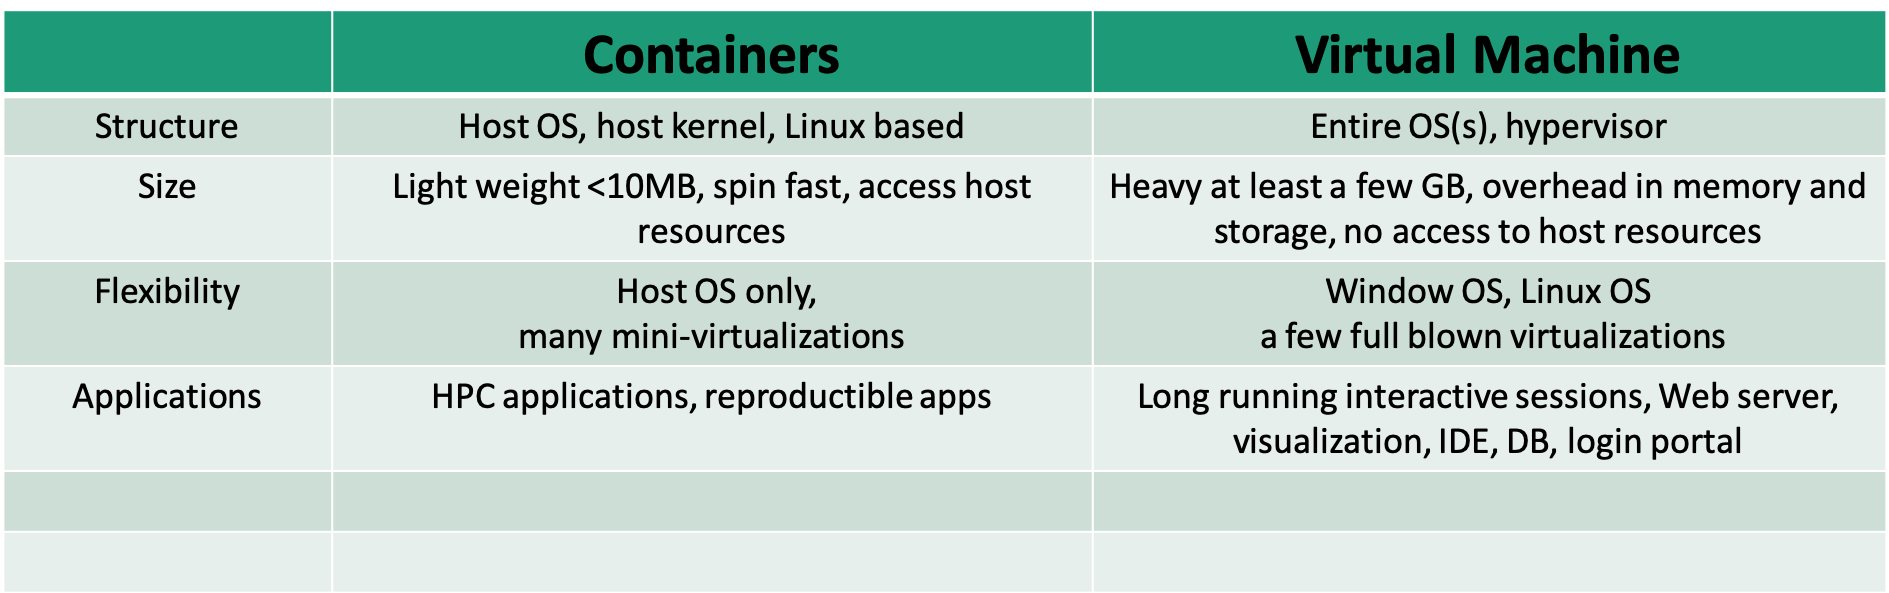 Containers
Virtual Machine
Structure
Host OS, host kernel, Linux based
Entire OS(s), hypervisor
Size
Light weight <10MB, spin fast, access host
resources
Heavy at least a few GB, overhead in memory and
storage, no access to host resources
Flexibility
Host OS only,
many mini-virtualizations
Window OS, Linux OS
a few full blown virtualizations
Applications
HPC applications, reproductible apps
Long running interactive sessions, Web server,
visualization, IDE, DB, login portal